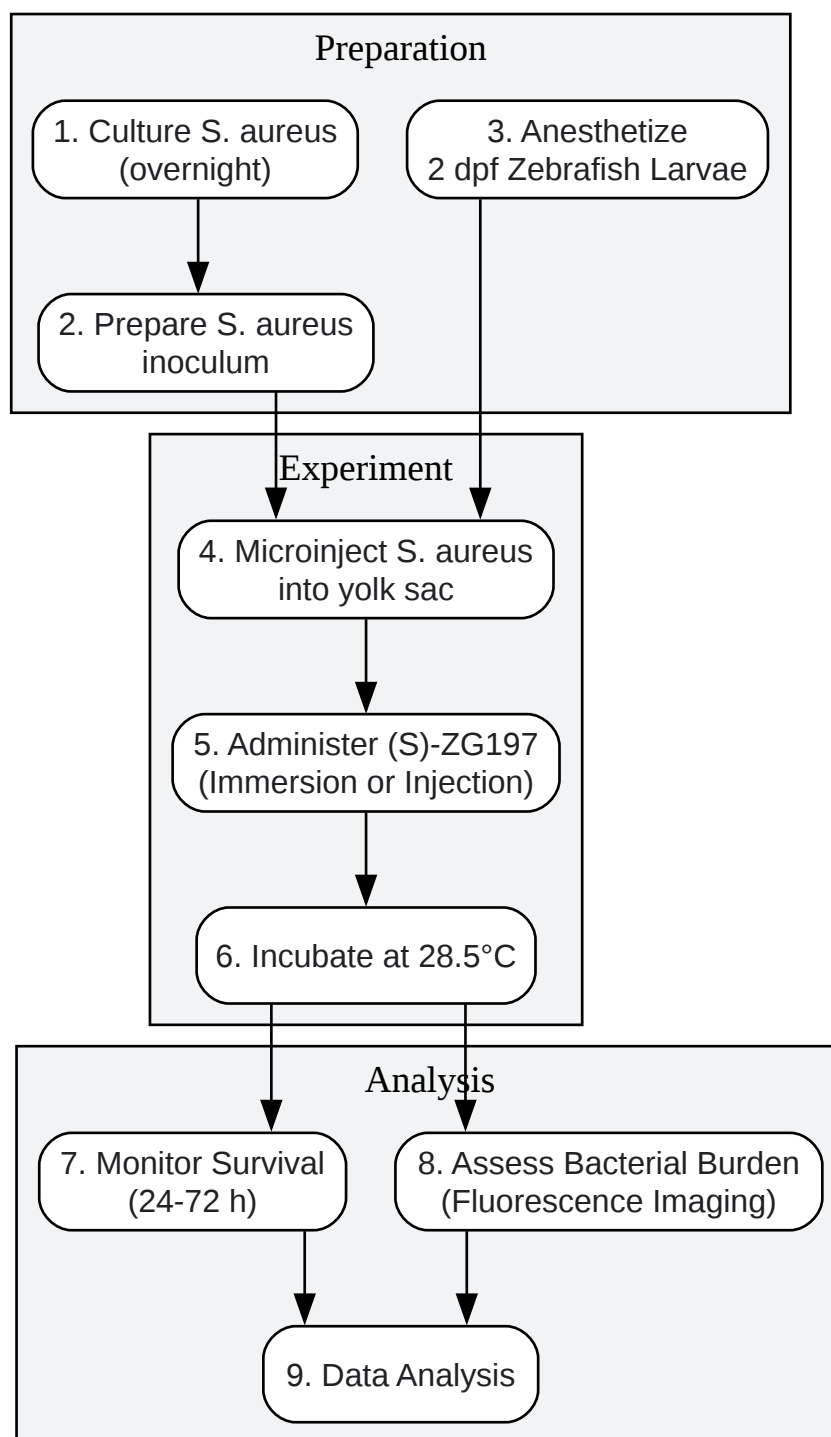 Preparation
1. Culture S. aureus
(overnight)
3. Anesthetize
2 dpf Zebrafish Larvae
2. Prepare S. aureus
inoculum
Experiment
4. Microinject S. aureus
into yolk sac
5. Administer (S)-ZG197
(Immersion or Injection)
6. Incubate at 28.5°C
Analysis
7. Monitor Survival
(24-72 h)
8. Assess Bacterial Burden
(Fluorescence Imaging)
9. Data Analysis